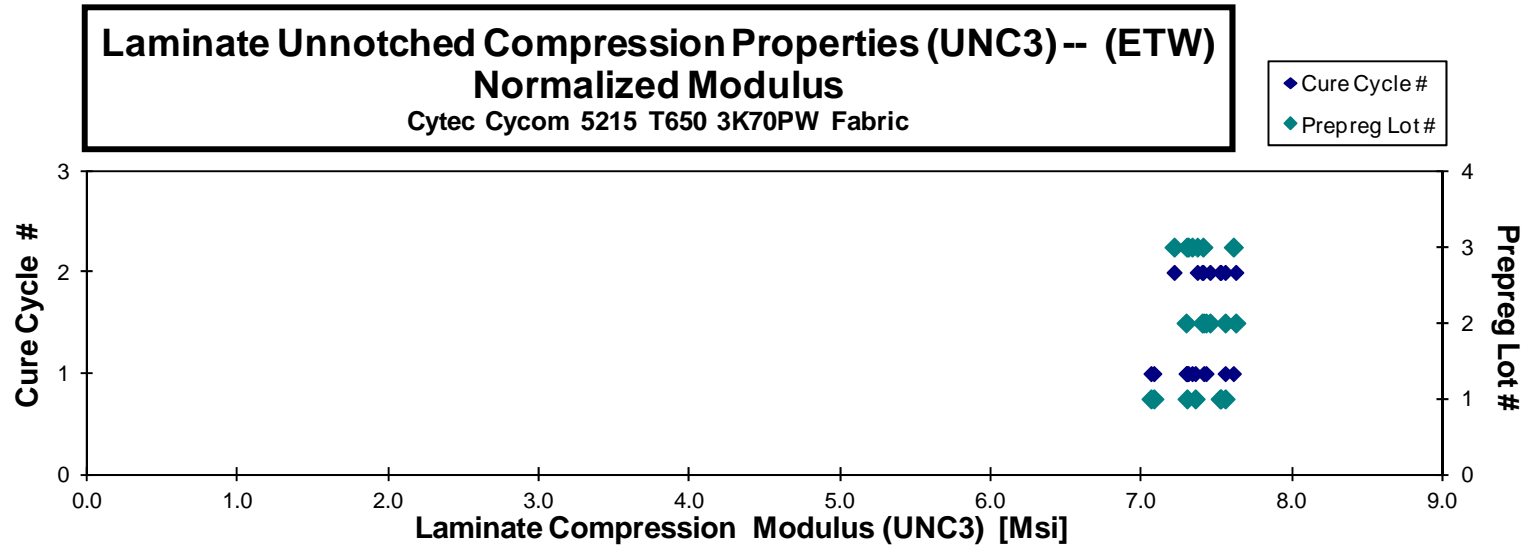 Laminate Unnotched Compression Properties (UNC3) -- (ETW)
Normalized Modulus
Cytec Cycom 5215 T650 3K70PW Fabric
Cure Cycle #
Prepreg Lot #
3
2
1
0
Cure Cycle #
4
3
2
1
0
Prepreg Lot #
0.0 1.0 2.0 3.0 4.0 5.0 6.0 7.0 8.0 9.0
Laminate Compression Modulus (UNC3) [Msi]